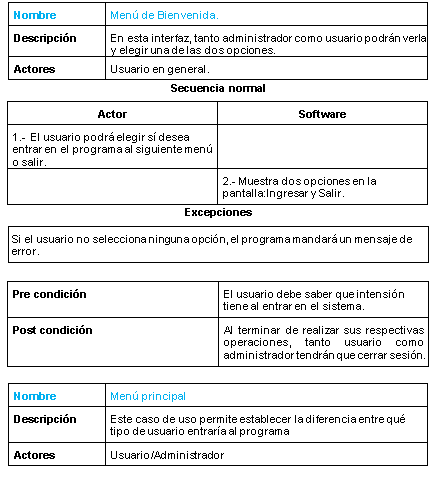 Nombre Menú de Bienvenida.
Descripción En esta interfaz, tanto administrador como usuario podrán verla
y elegir una de las dos opciones.
Actores Usuario en general.
Secuencia normal
Actor Software
1.- El usuario podrá elegir sí desea
entrar en el programa al siguiente menú
o salir.
2.- Muestra dos opciones en la
pantalla:Ingresar y Salir.
Excepciones
Si el usuario no selecciona ninguna opción, el programa mandará un mensaje de
error.
Pre condición El usuario debe saber que intensión
tiene al entrar en el sistema.
Post condición Al terminar de realizar sus respectivas
operaciones, tanto usuario como
administrador tendrán que cerrar sesión.
Nombre Menú principal
Descripción Este caso de uso permite establecer la diferencia entre qué
tipo de usuario entraría al programa
Actores Usuario/Administrador